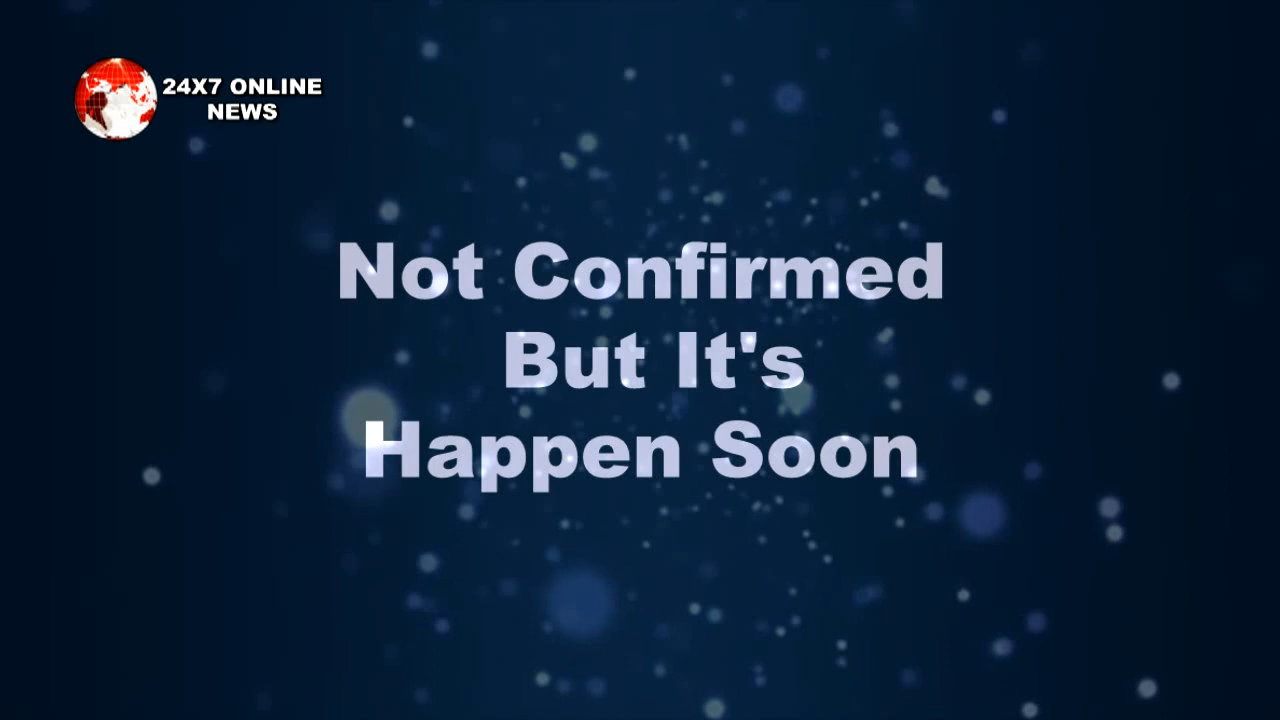 24X7 ONLINE
NEWS
Not Confirmed
But It's
Happen Soon